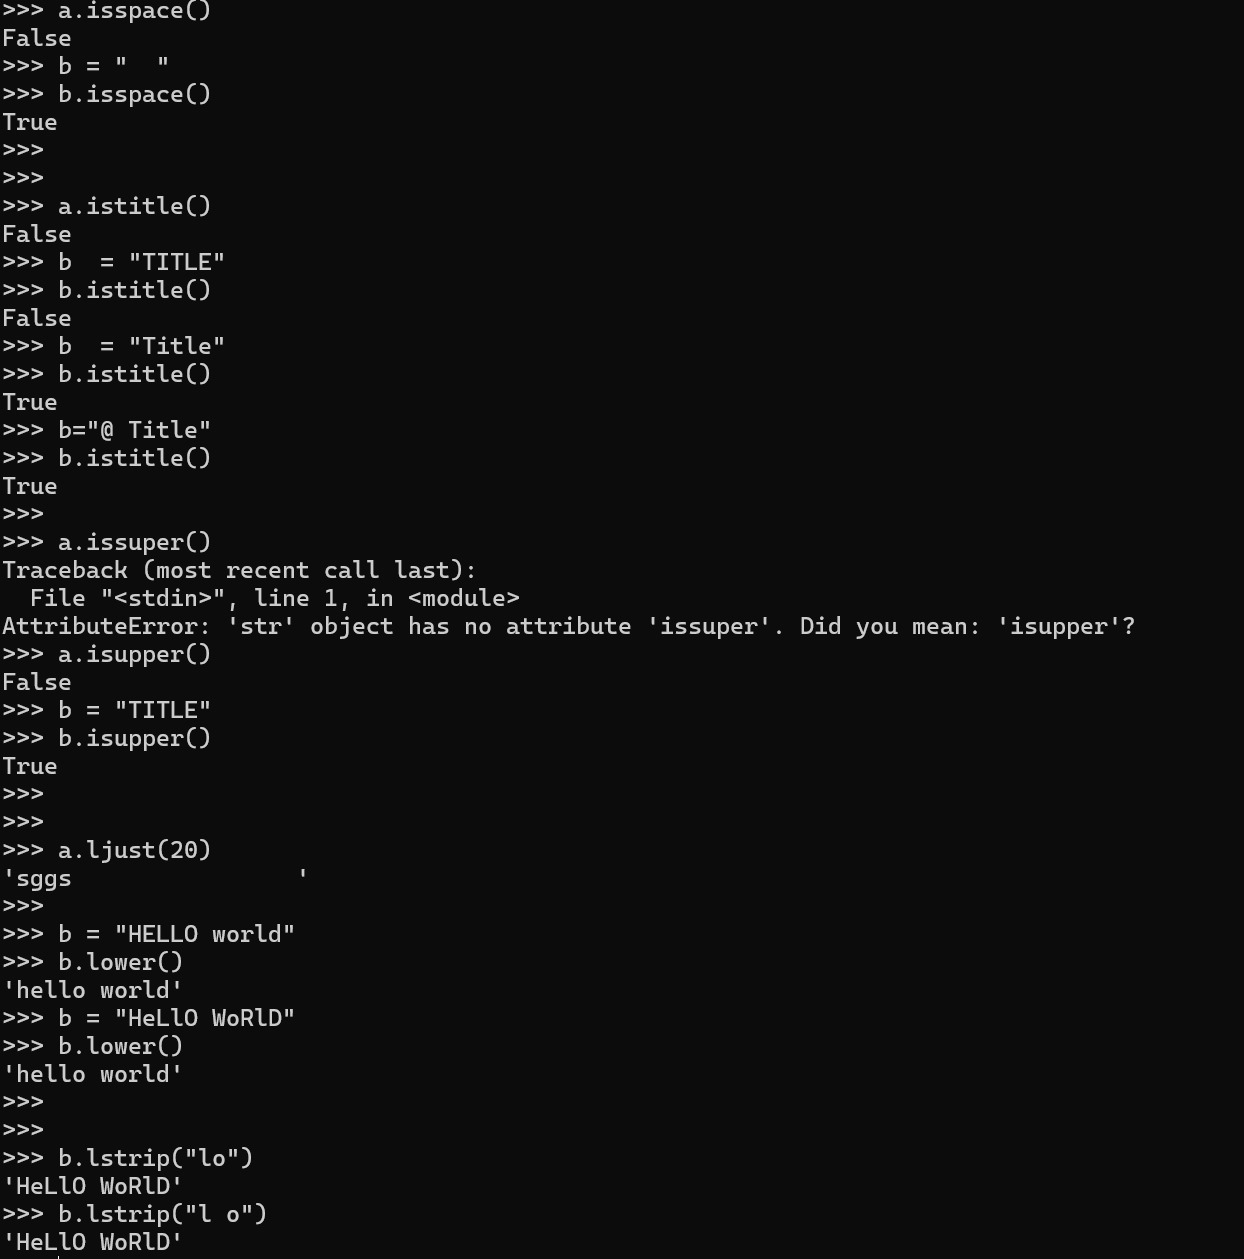 >>> a.isspace()
False
>>> b = "  "
>>> b.isspace()
True
>>>
>>>
>>> a.istitle()
False
>>> b  = "TITLE"
>>> b.istitle()
False
>>> b  = "Title"
>>> b.istitle()
True
>>> b="@ Title"
>>> b.istitle()
True
>>>
>>> a.issuper()
Traceback (most recent call last):
  File "<stdin>", line 1, in <module>
AttributeError: 'str' object has no attribute 'issuper'. Did you mean: 'isupper'?
>>> a.isupper()
False
>>> b = "TITLE"
>>> b.isupper()
True
>>>
>>>
>>> a.ljust(20)
'sggs                '
>>>
>>> b = "HELLO world"
>>> b.lower()
'hello world'
>>> b = "HeLlO WoRlD"
>>> b.lower()
'hello world'
>>>
>>>
>>> b.lstrip("lo")
'HeLlO WoRlD'
>>> b.lstrip("l o")
'HeLlO WoRlD'